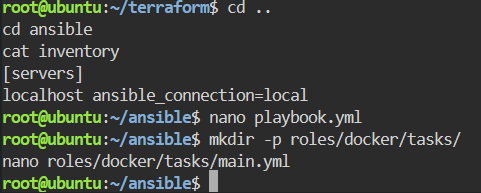 root@ubuntu:~/terraform$ cd ..
cd ansible
cat inventory
[servers]
localhost ansible_connection=local
root@ubuntu:~/ansible$ nano playbook.yml
root@ubuntu:~/ansible$ mkdir -p roles/docker/tasks/
nano roles/docker/tasks/main.yml
root@ubuntu:~/ansible$